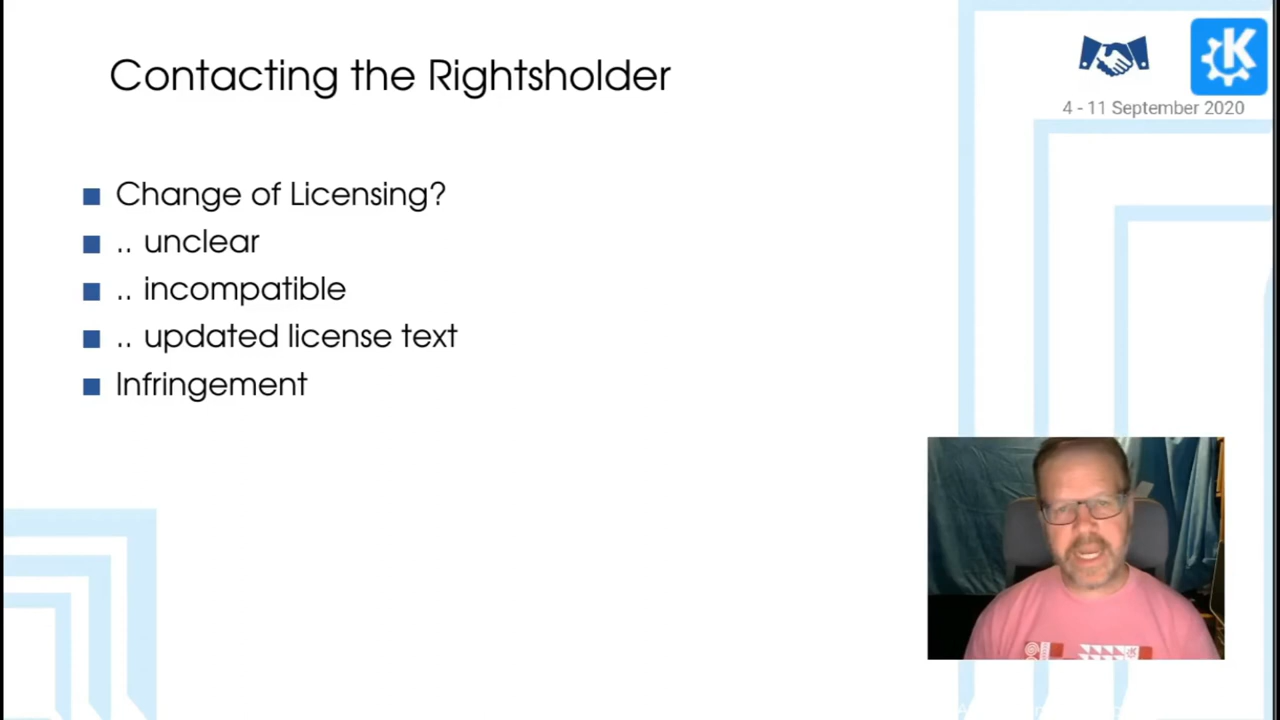 Contacting the Rightsholder
4 - 11 September 2020
Change of Licensing?
.. unclear
.. incompatible
.. updated license text
Infringement